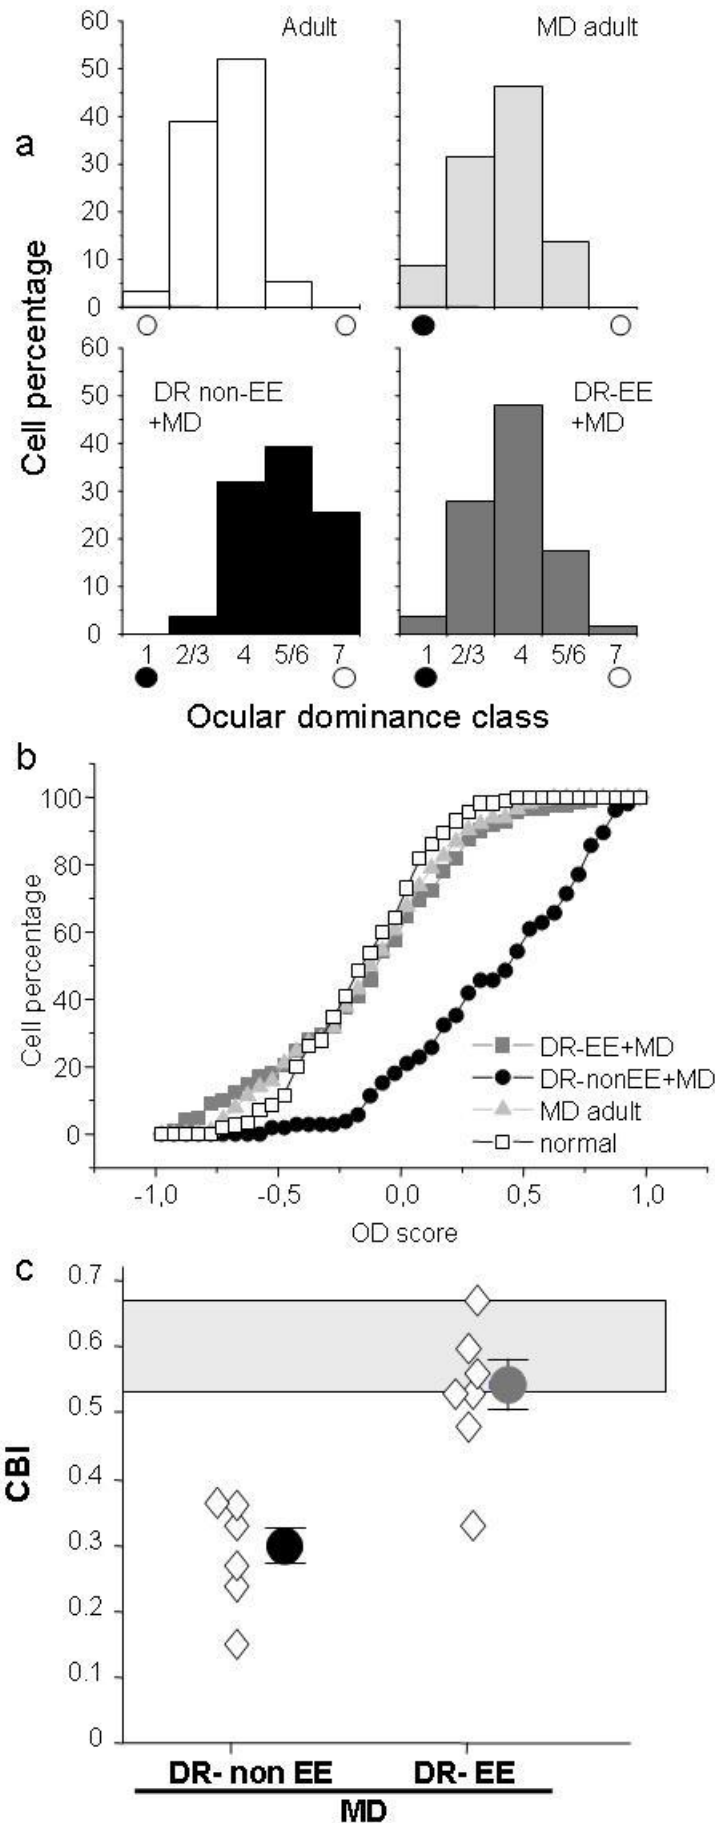 a
Cell percentage
Adult
60
50
40
30
20
10
0
MD adult
DR non-EE
+MD
60
50
40
30
20
10
0
1 2/3 4 5/6 7
DR-EE
+MD
1 2/3 4 5/6 7
Ocular dominance class
b
Cell percentage
100
80
60
40
20
0
DR-EE+MD
DR-nonEE+MD
MD adult
normal
-1,0 -0,5 0,0 0,5 1,0
OD score
c
CBI
0.7
0.6
0.5
0.4
0.3
0.2
0.1
0
DR- non EE DR- EE
MD